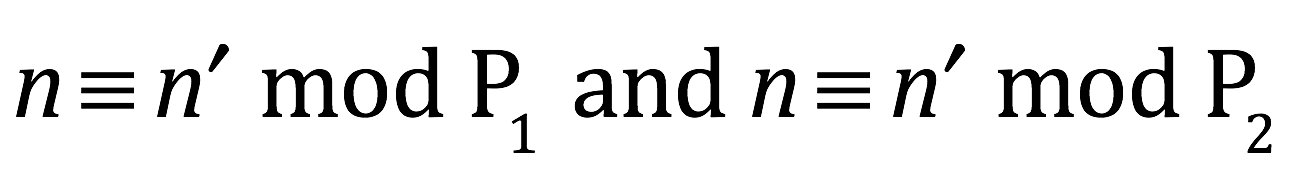 n ≡ n′ mod P₁ and n ≡ n′ mod P₂